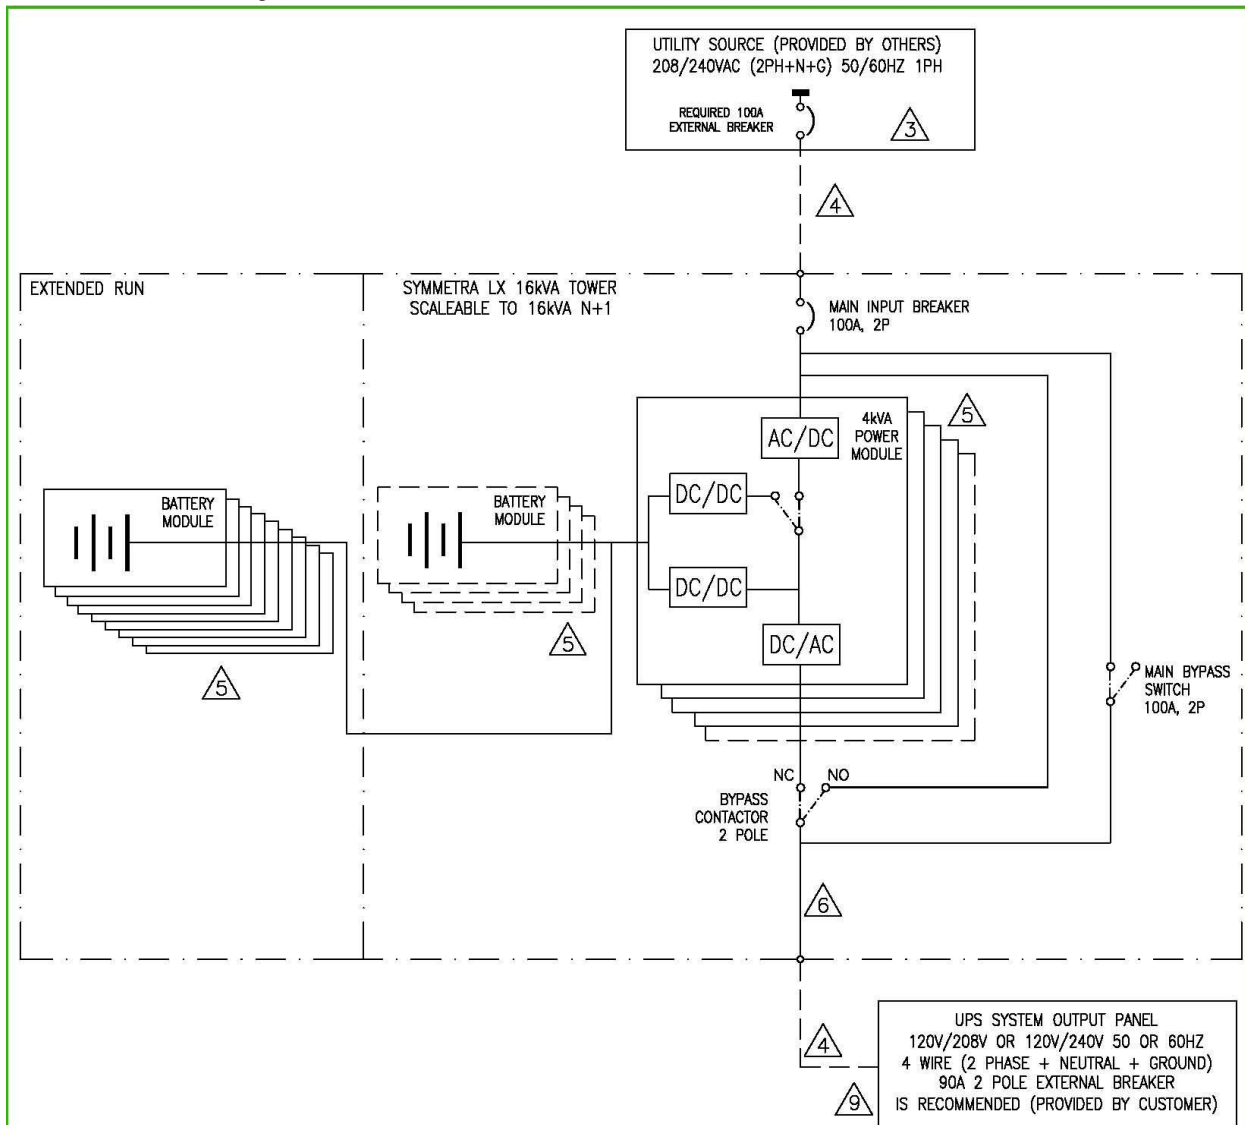 UTILITY SOURCE (PROVIDED BY OTHERS)
208/240VAC (2PH+N+G) 50/60HZ 1PH
REQUIRED 100A
EXTERNAL BREAKER
3
4
EXTENDED RUN
SYMMETRA LX 16kVA TOWER
SCALEABLE TO 16kVA N+1
MAIN INPUT BREAKER
100A, 2P
5
4kVA
POWER
MODULE
AC/DC
DC/DC
DC/DC
DC/AC
BATTERY
MODULE
5
BATTERY
MODULE
5
MAIN BYPASS
SWITCH
100A, 2P
NC
NO
BYPASS
CONTACTOR
2 POLE
6
4
9
UPS SYSTEM OUTPUT PANEL
120V/208V OR 120V/240V 50 OR 60HZ
4 WIRE (2 PHASE + NEUTRAL + GROUND)
90A 2 POLE EXTERNAL BREAKER
IS RECOMMENDED (PROVIDED BY CUSTOMER)